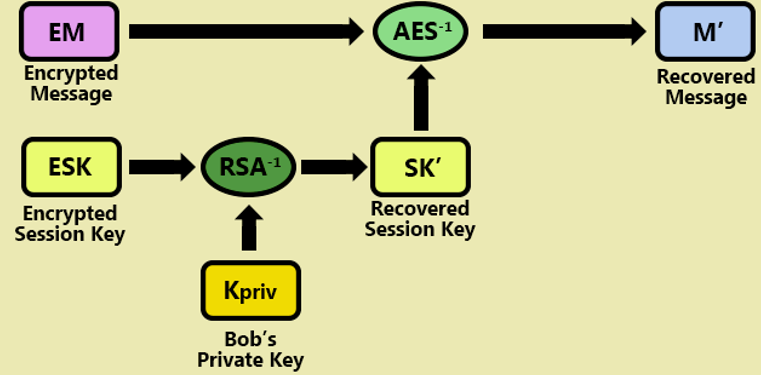 EM
AES⁻¹
M′
Encrypted
Message
Recovered
Message
ESK
RSA⁻¹
SK′
Encrypted
Session Key
Recovered
Session Key
Kpriv
Bob′s
Private Key